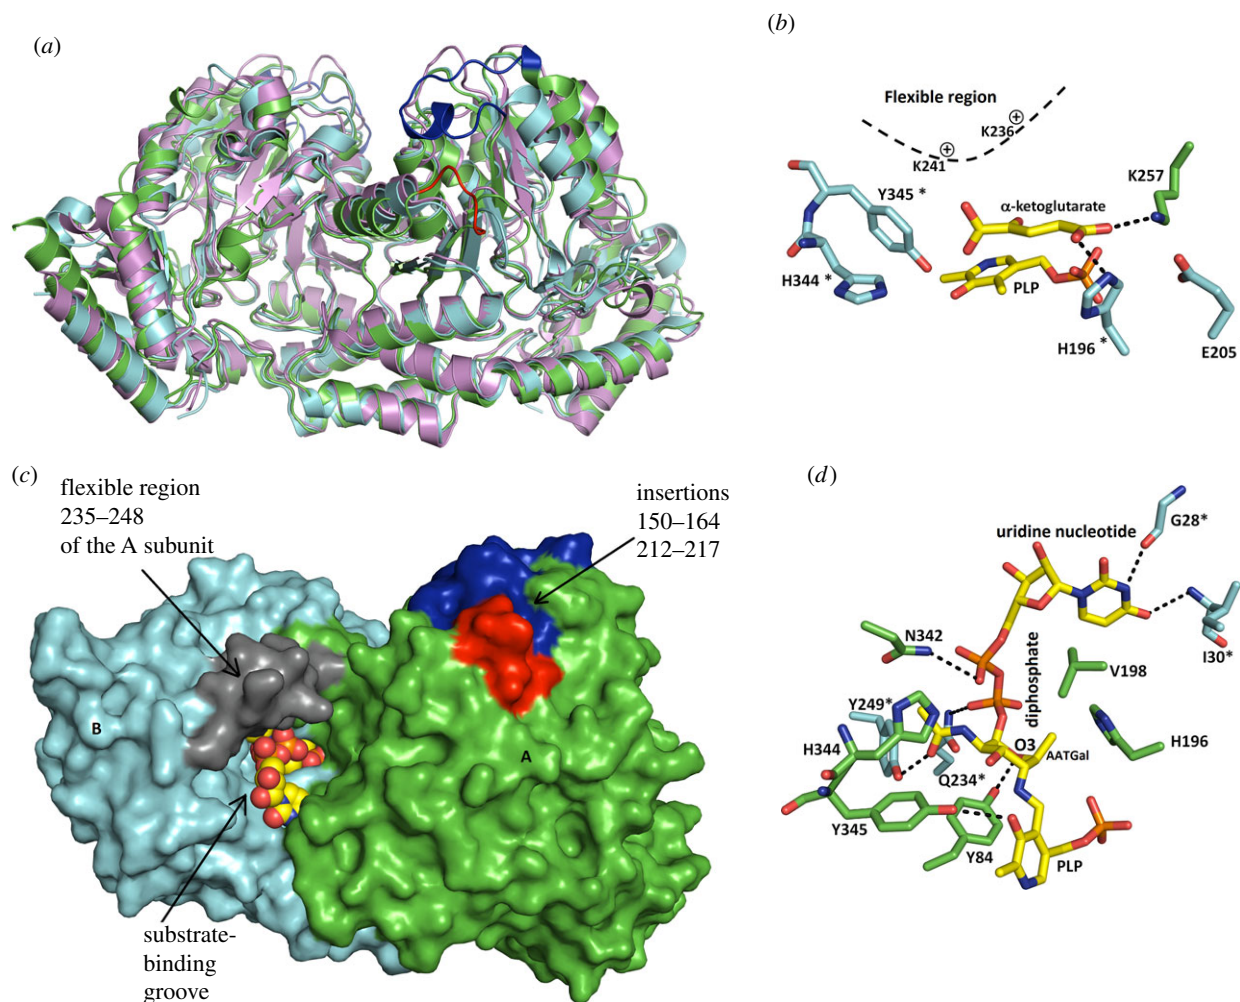 (a)
(b)
Flexible region
K236
+
K241
+
K257
Y345 *
α-ketoglutarate
H344 *
PLP
H196 *
E205
(c)
flexible region
235–248
of the A subunit
insertions
150–164
212–217
B
A
substrate-
binding
groove
(d)
G28*
uridine nucleotide
N342
I30*
diphosphate
V198
Y249*
H344
O3
H196
AATGal
Q234*
Y345
Y84
PLP